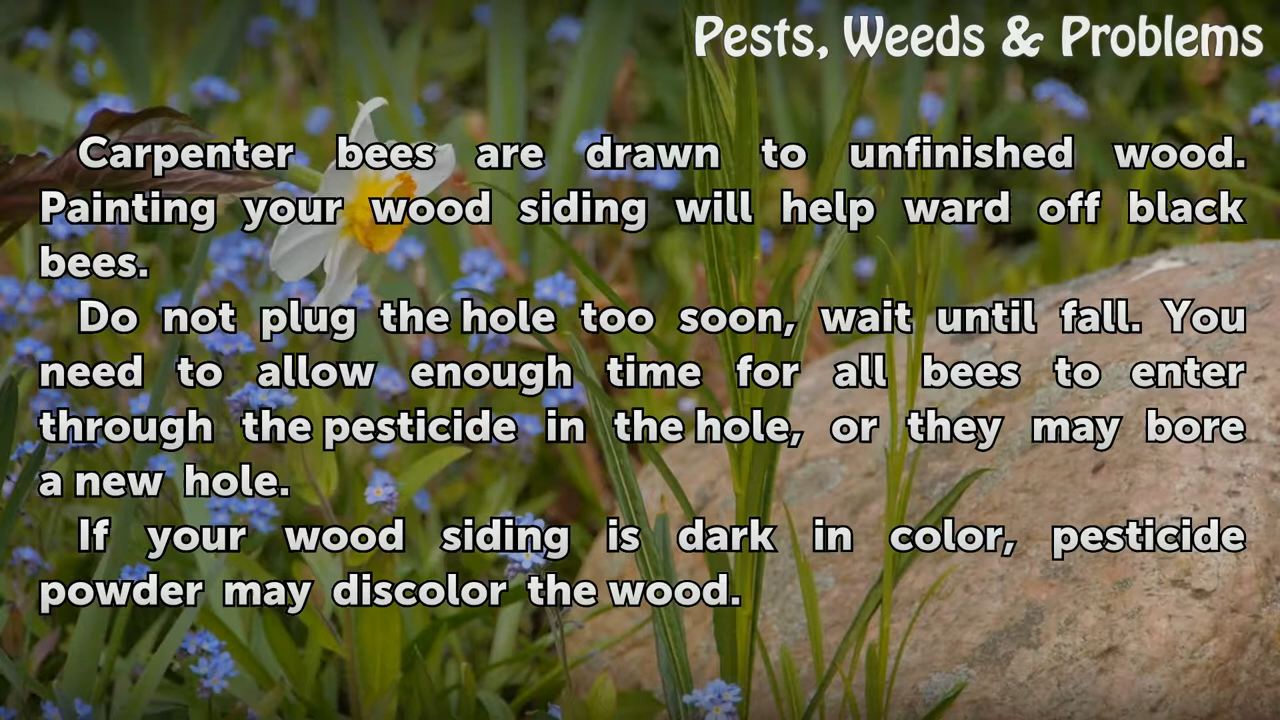 Pests, Weeds & Problems
Carpenter bees are drawn to unfinished wood.
Painting your wood siding will help ward off black
bees.
Do not plug the hole too soon, wait until fall. You
need to allow enough time for all bees to enter
through the pesticide in the hole, or they may bore
a new hole.
If your wood siding is dark in color, pesticide
powder may discolor the wood.